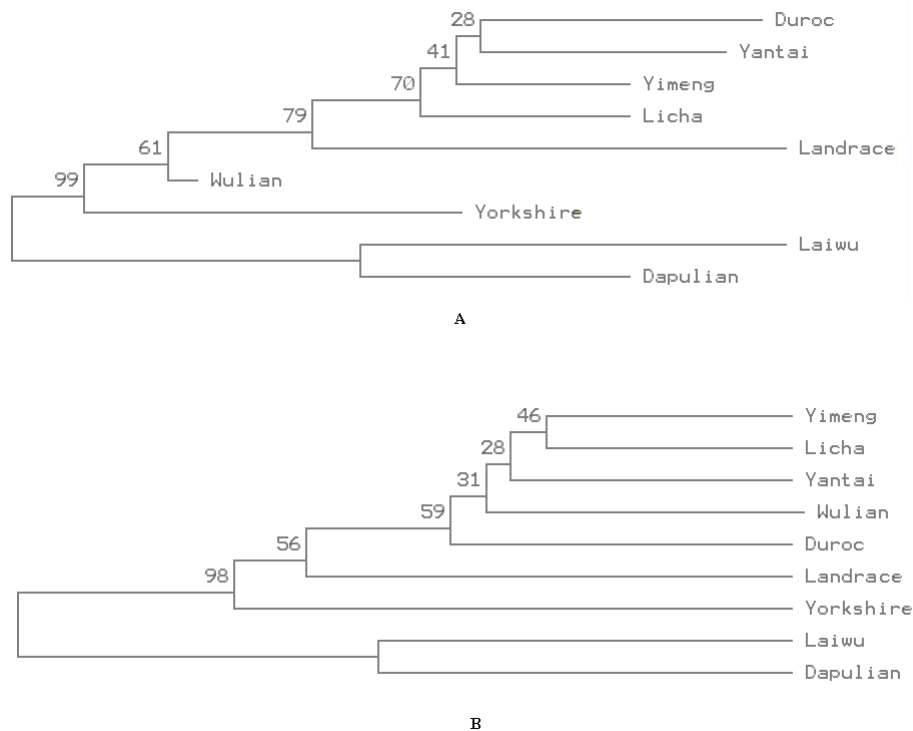 28
Duroc
41
Yantai
70
Yimeng
79
Licha
61
Landrace
99
Wulian
Yorkshire
Laiwu
Dapulian
A
46
Yimeng
28
Licha
31
Yantai
59
Wulian
56
Duroc
98
Landrace
Yorkshire
Laiwu
Dapulian
B